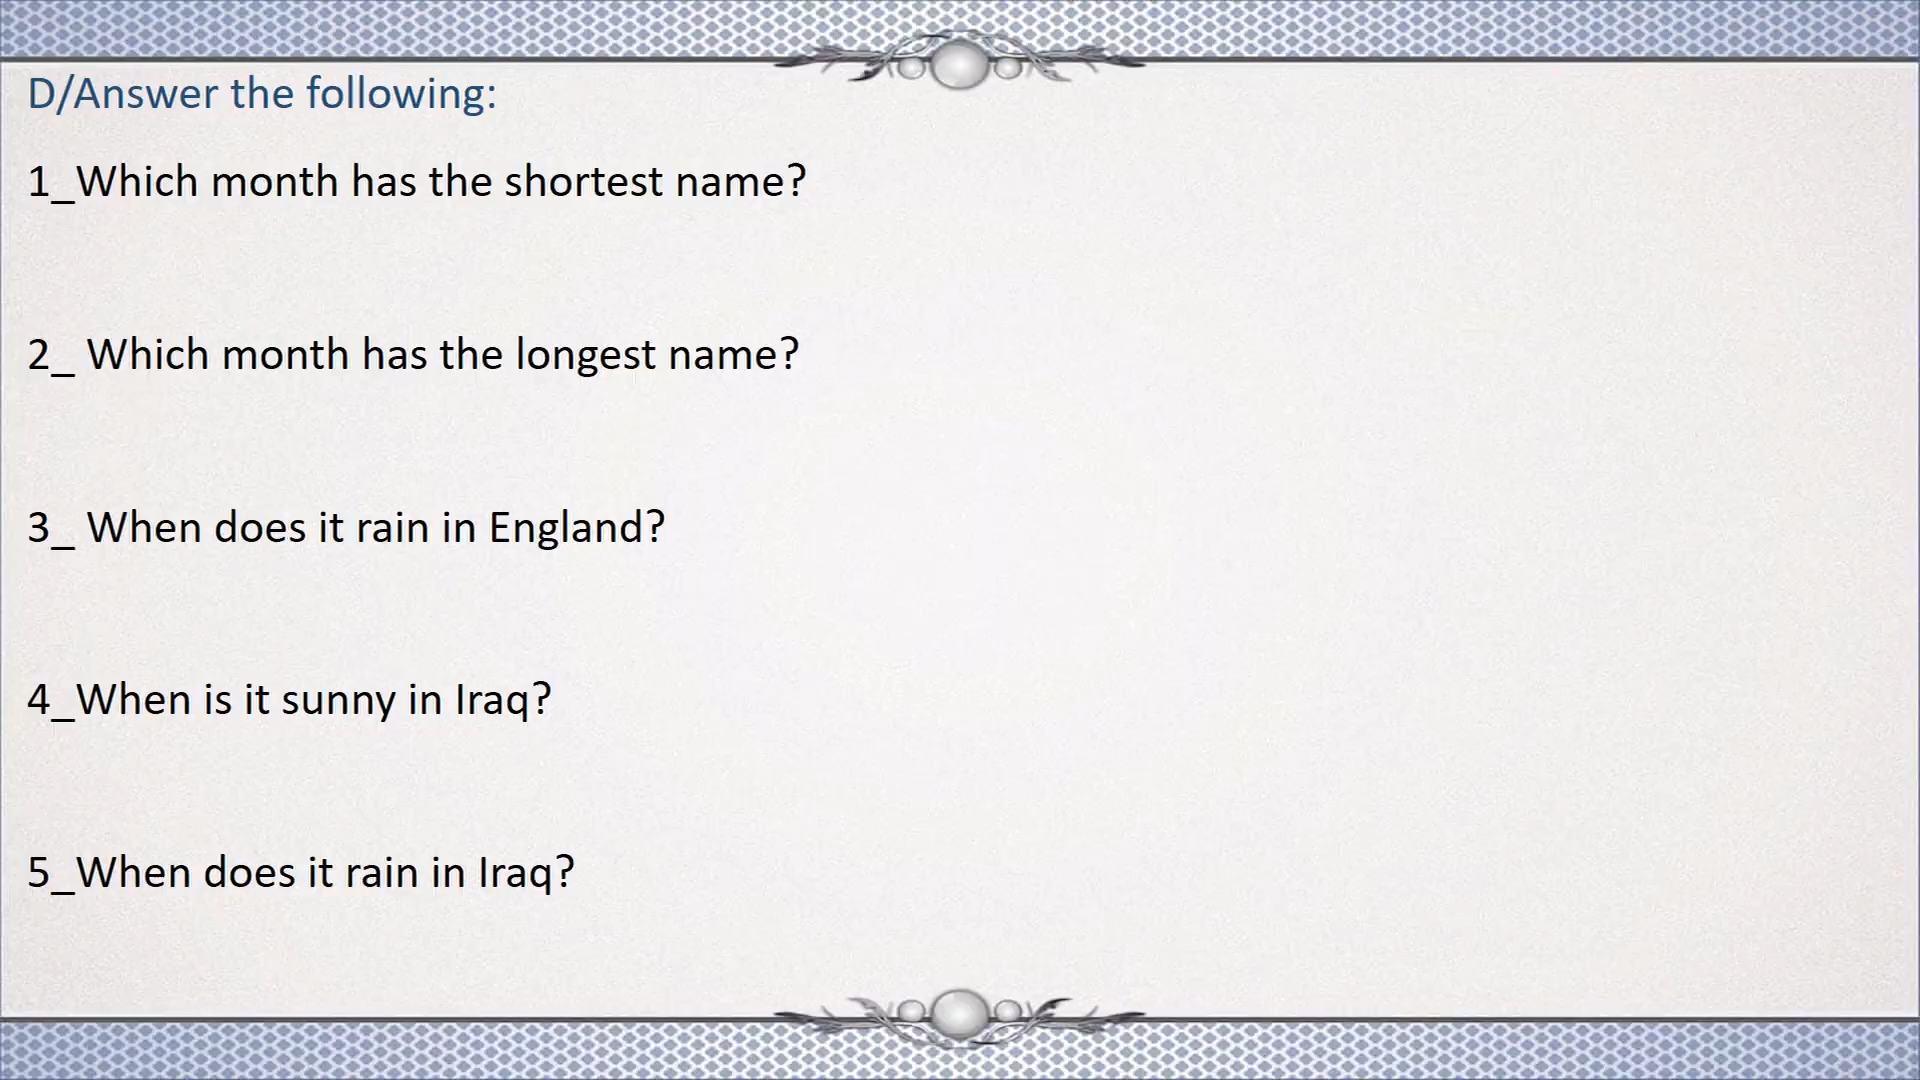 D/Answer the following:
1_Which month has the shortest name?
2_ Which month has the longest name?
3_ When does it rain in England?
4_When is it sunny in Iraq?
5_When does it rain in Iraq?